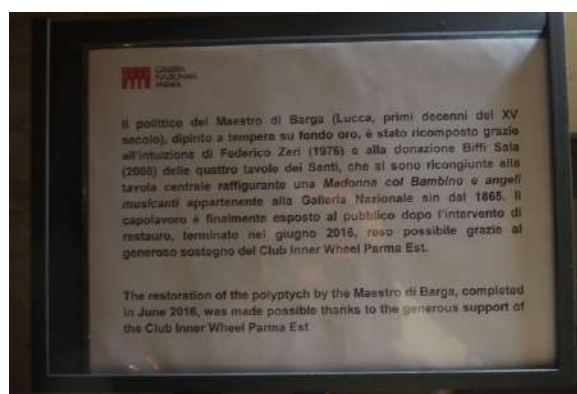 GALLERIA
NAZIONALE
PARMA
Il polittico del Maestro di Barga (Lucca, primi decenni del XV
secolo), dipinto a tempera su fondo oro, è stato ricomposto grazie
all'intuizione di Federico Zeri (1976) e alla donazione Biffi Sala
(2008) delle quattro tavole dei Santi, che si sono ricongiunte alla
tavola centrale raffigurante una Madonna col Bambino e angeli
musicanti appartenente alla Galleria Nazionale sin dal 1865. Il
capolavoro è finalmente esposto al pubblico dopo l'intervento di
restauro, terminato nel giugno 2016, reso possibile grazie al
generoso sostegno del Club Inner Wheel Parma Est.
The restoration of the polyptych by the Maestro di Barga, completed
in June 2016, was made possible thanks to the generous support of
the Club Inner Wheel Parma Est